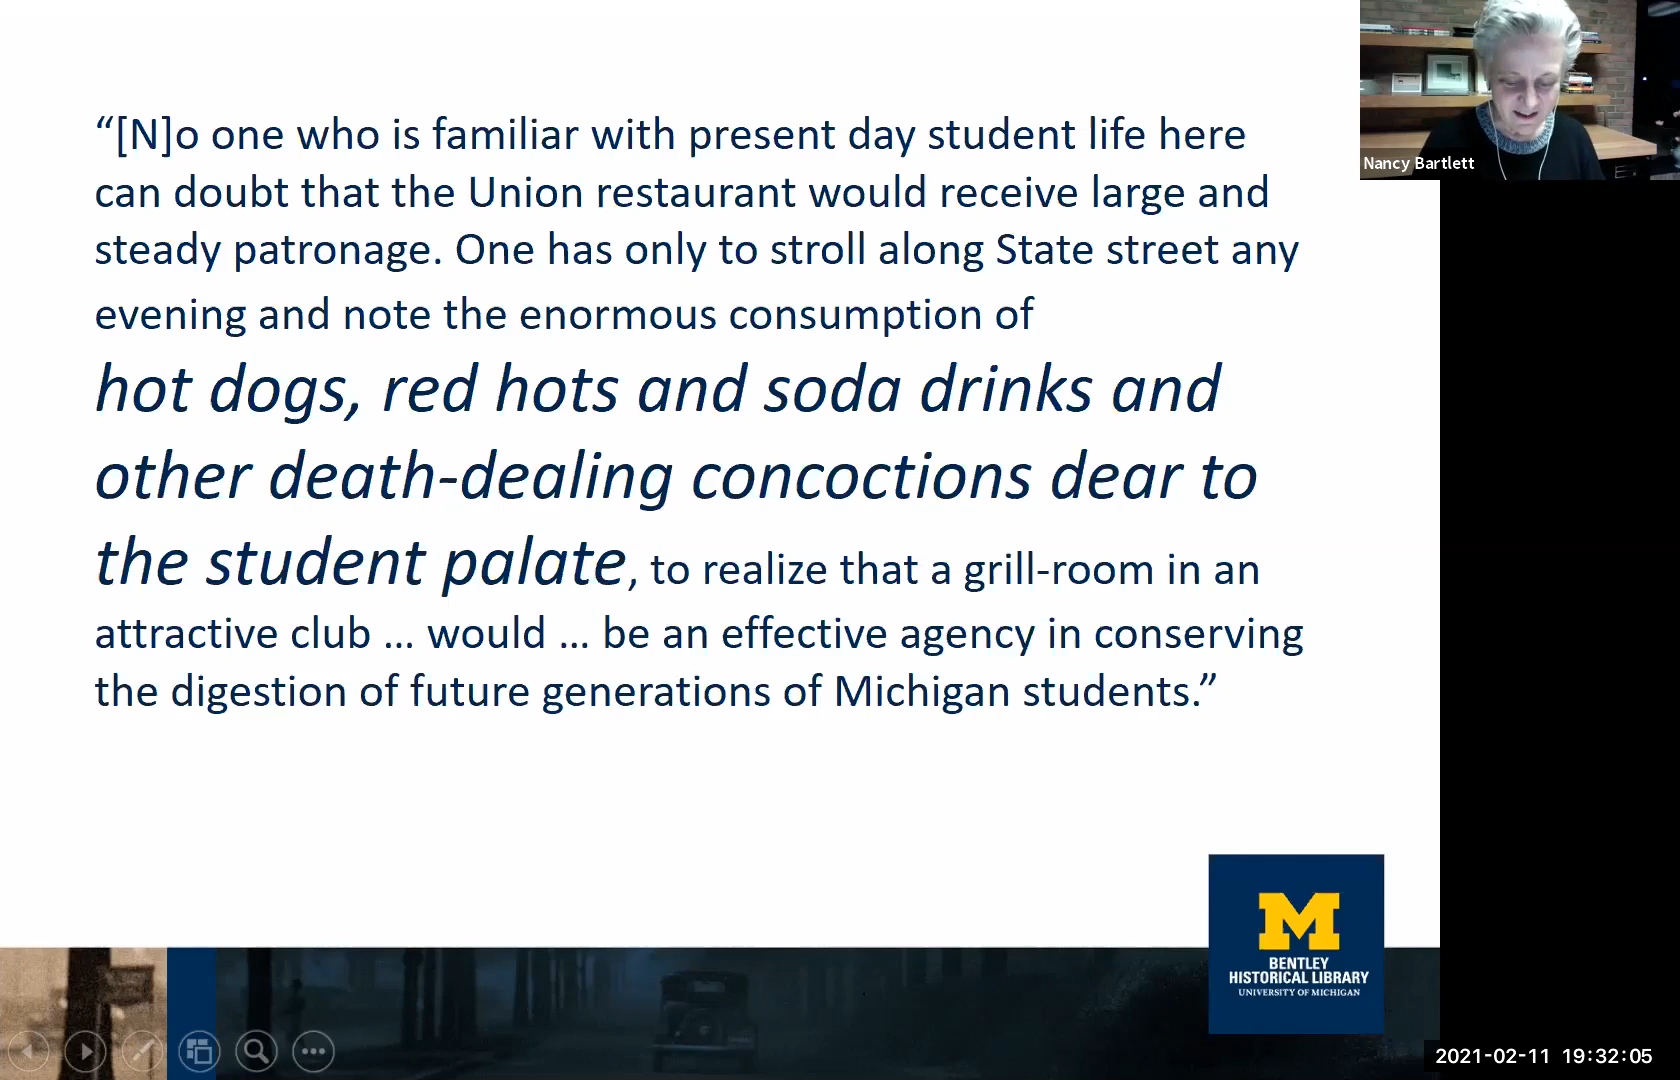 “[N]o one who is familiar with present day student life here
can doubt that the Union restaurant would receive large and
steady patronage. One has only to stroll along State street any
evening and note the enormous consumption of
hot dogs, red hots and soda drinks and
other death-dealing concoctions dear to
the student palate, to realize that a grill-room in an
attractive club … would … be an effective agency in conserving
the digestion of future generations of Michigan students.”
Nancy Bartlett
M
BENTLEY
HISTORICAL LIBRARY
UNIVERSITY OF MICHIGAN
2021-02-11 19:32:05